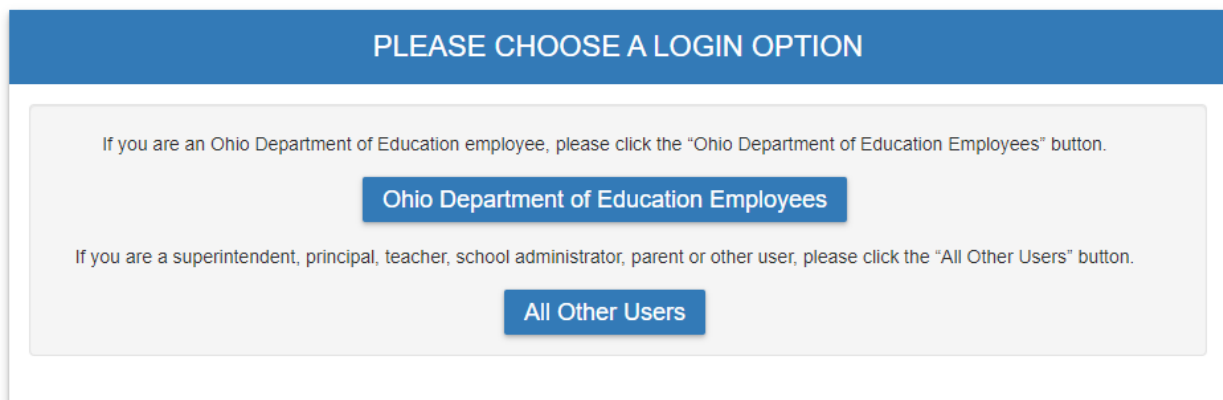 PLEASE CHOOSE A LOGIN OPTION
If you are an Ohio Department of Education employee, please click the “Ohio Department of Education Employees” button.
Ohio Department of Education Employees
If you are a superintendent, principal, teacher, school administrator, parent or other user, please click the “All Other Users” button.
All Other Users